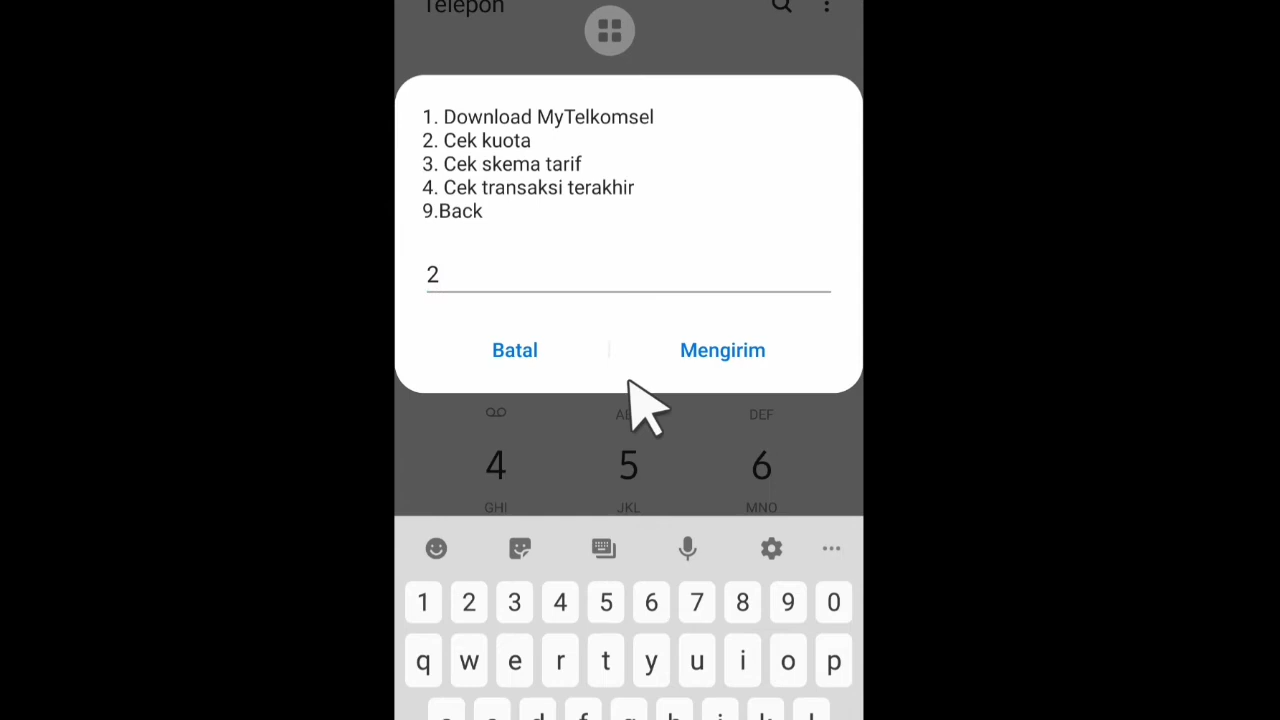 Telepon
1. Download MyTelkomsel
2. Cek kuota
3. Cek skema tarif
4. Cek transaksi terakhir
9.Back
2
Batal
Mengirim
DEF
4 5 6
GHI JKL MNO
1 2 3 4 5 6 7 8 9 0
q w e r t y u i o p